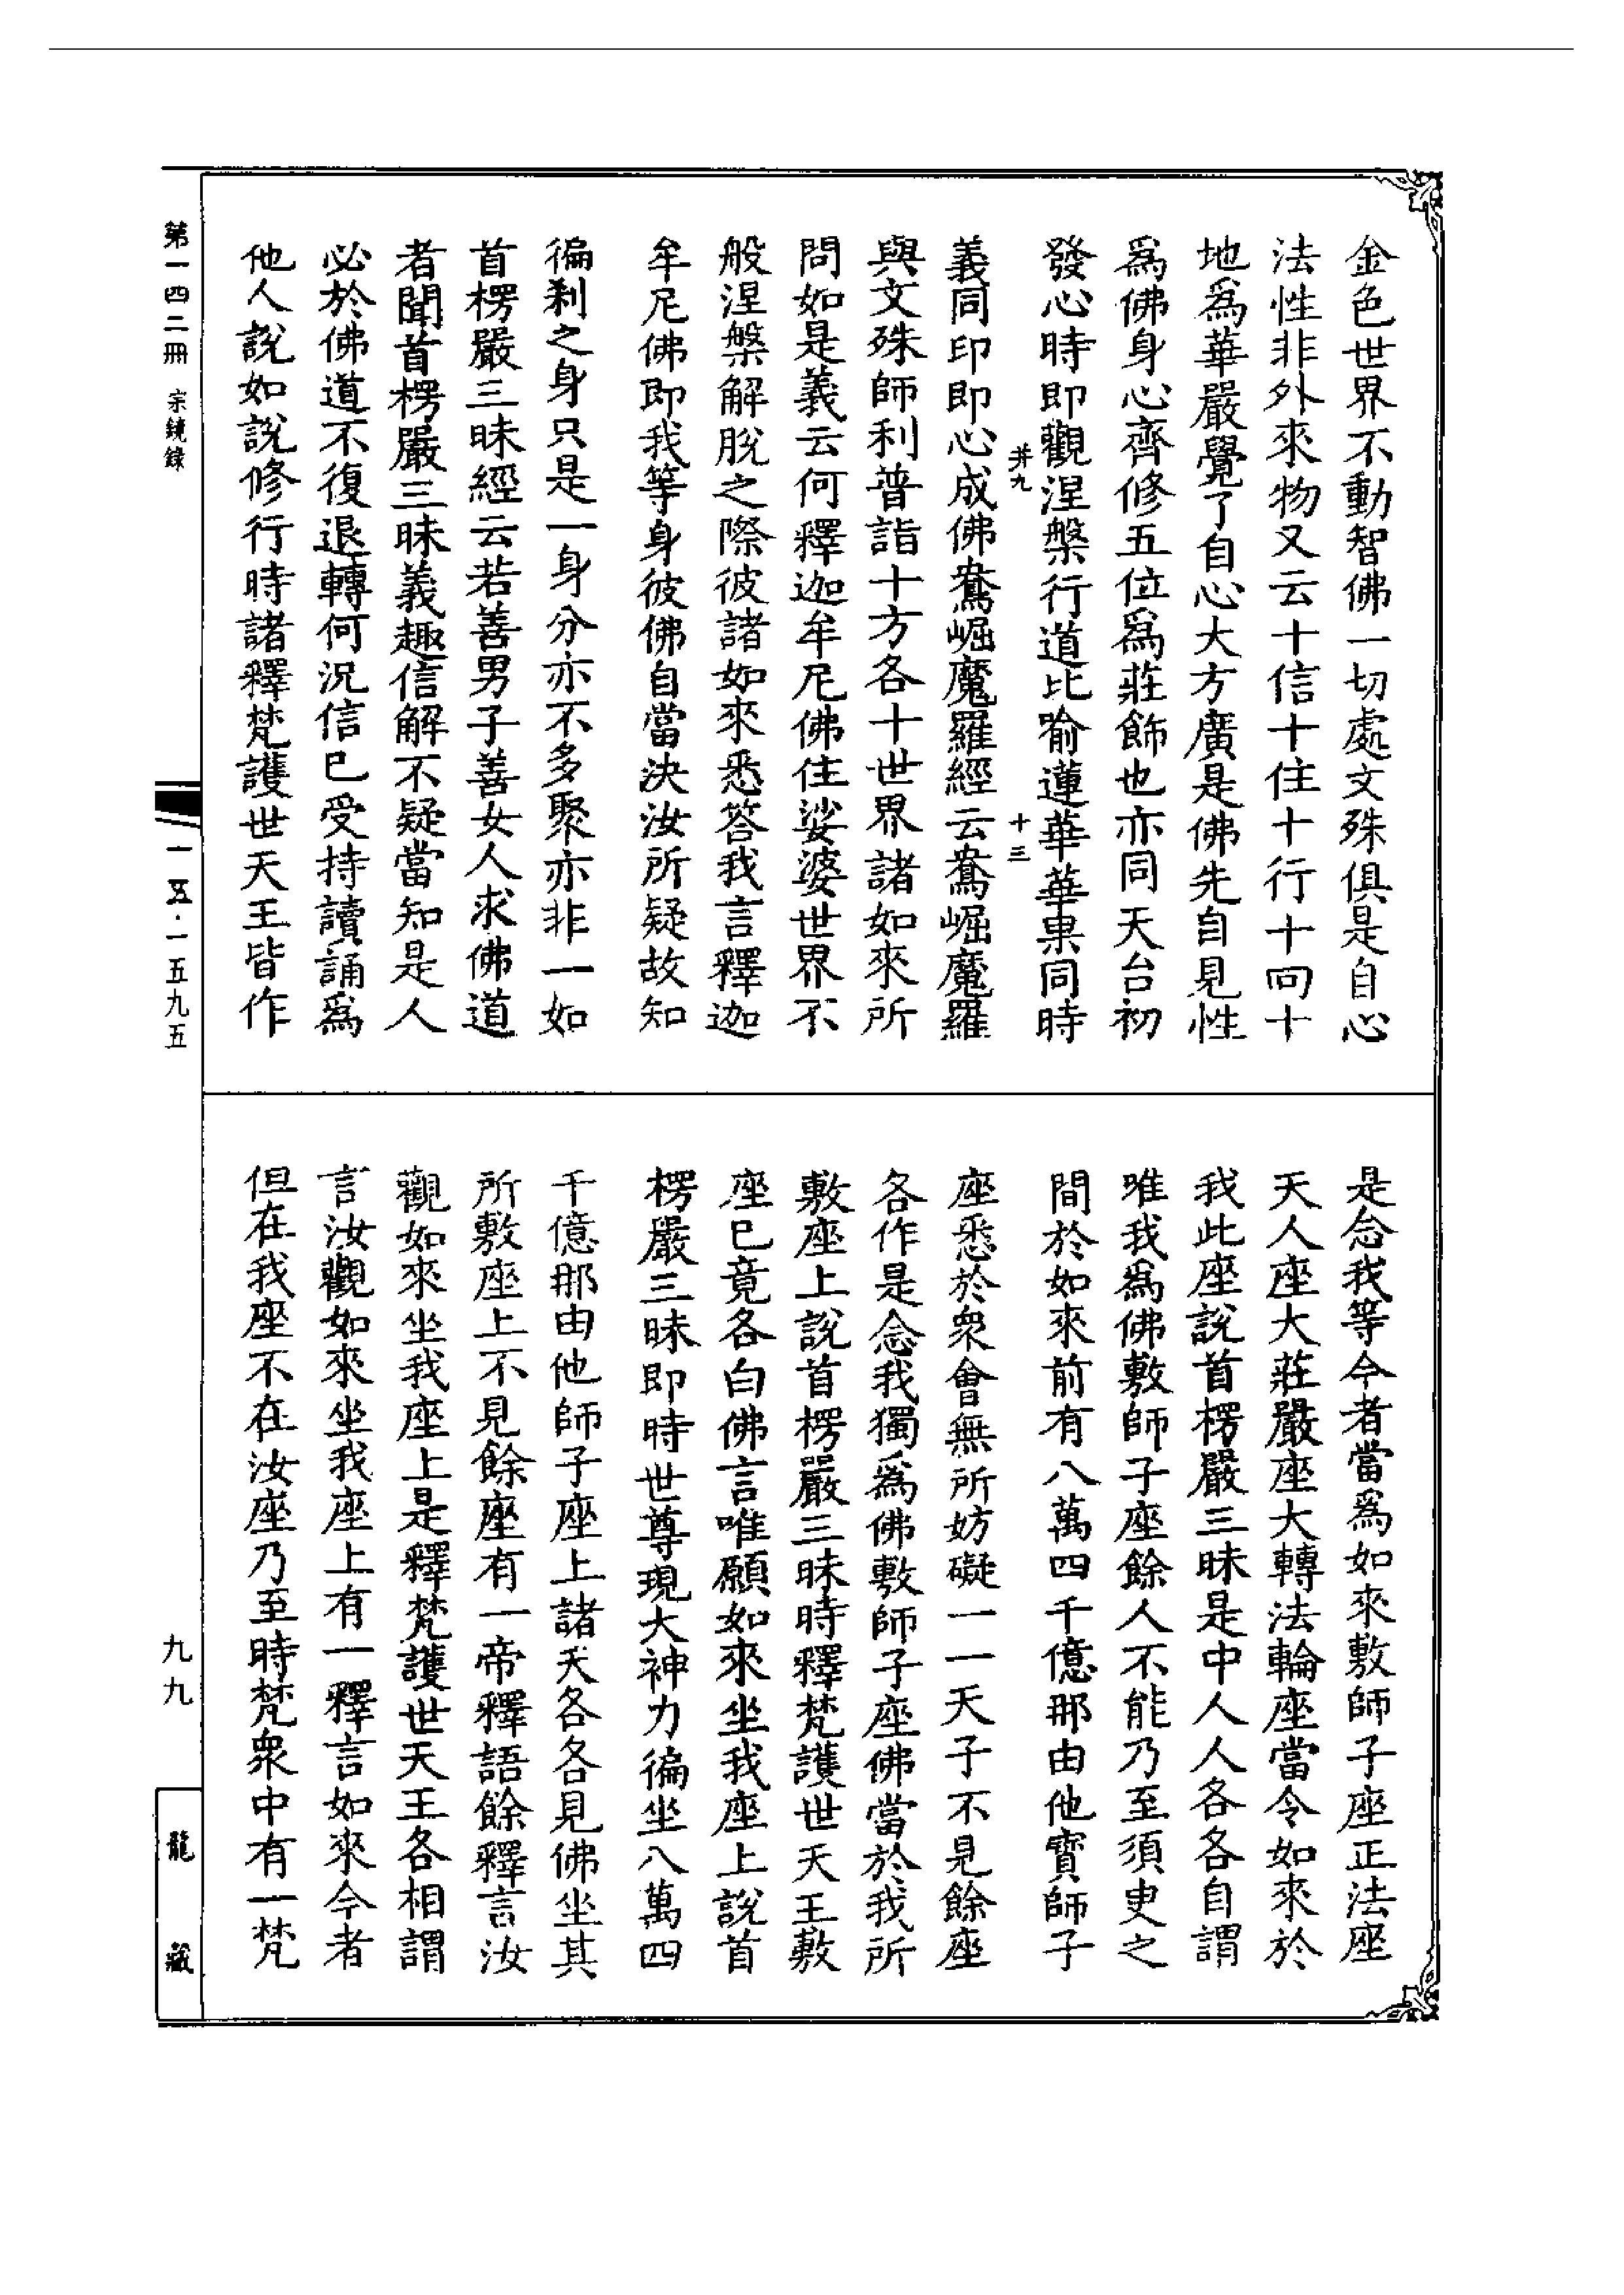 金色世界不動智佛一切處文殊俱是自心
法性非外來物又云十信十住十行十回十
地爲華嚴覺了自心大方廣是佛先自見性
爲佛身心齊修五位爲莊飾也亦同天台初
發心時即觀涅槃行道比喻蓮華華果同時
并九
十三
義同印即心成佛鴦崛魔羅經云鴦崛魔羅
與文殊師利普詣十方各十世界諸如來所
問如是義云何釋迦牟尼佛住娑婆世界不
般涅槃解脫之際彼諸如來悉答我言釋迦
牟尼佛即我等身彼佛自當決汝所疑故知
徧刹之身只是一身分亦不多聚亦非一如
首楞嚴三昧經云若善男子善女人求佛道
者聞首楞嚴三昧義趣信解不疑當知是人
必於佛道不復退轉何況信已受持讀誦爲
他人說如說修行時諸釋梵護世天王皆作
是念我等今者當爲如來敷師子座正法座
天人座大莊嚴座大轉法輪座當令如來於
我此座說首楞嚴三昧是中人人各各自謂
唯我爲佛敷師子座餘人不能乃至須臾之
間於如來前有八萬四千億那由他寶師子
座悉於衆會無所妨礙一一天子不見餘座
各作是念我獨爲佛敷師子座佛當於我所
敷座上說首楞嚴三昧時釋梵護世天王敷
座已竟各白佛言唯願如來坐我座上說首
楞嚴三昧即時世尊現大神力徧坐八萬四
千億那由他師子座上諸天各各見佛坐其
所敷座上不見餘座有一帝釋語餘釋言汝
觀如來坐我座上是釋梵護世天王各相謂
言汝觀如來坐我座上有一釋言如來今者
但在我座不在汝座乃至時梵衆中有一梵
第一四二冊 宗鏡錄
一五·一五九五
九九
龍藏